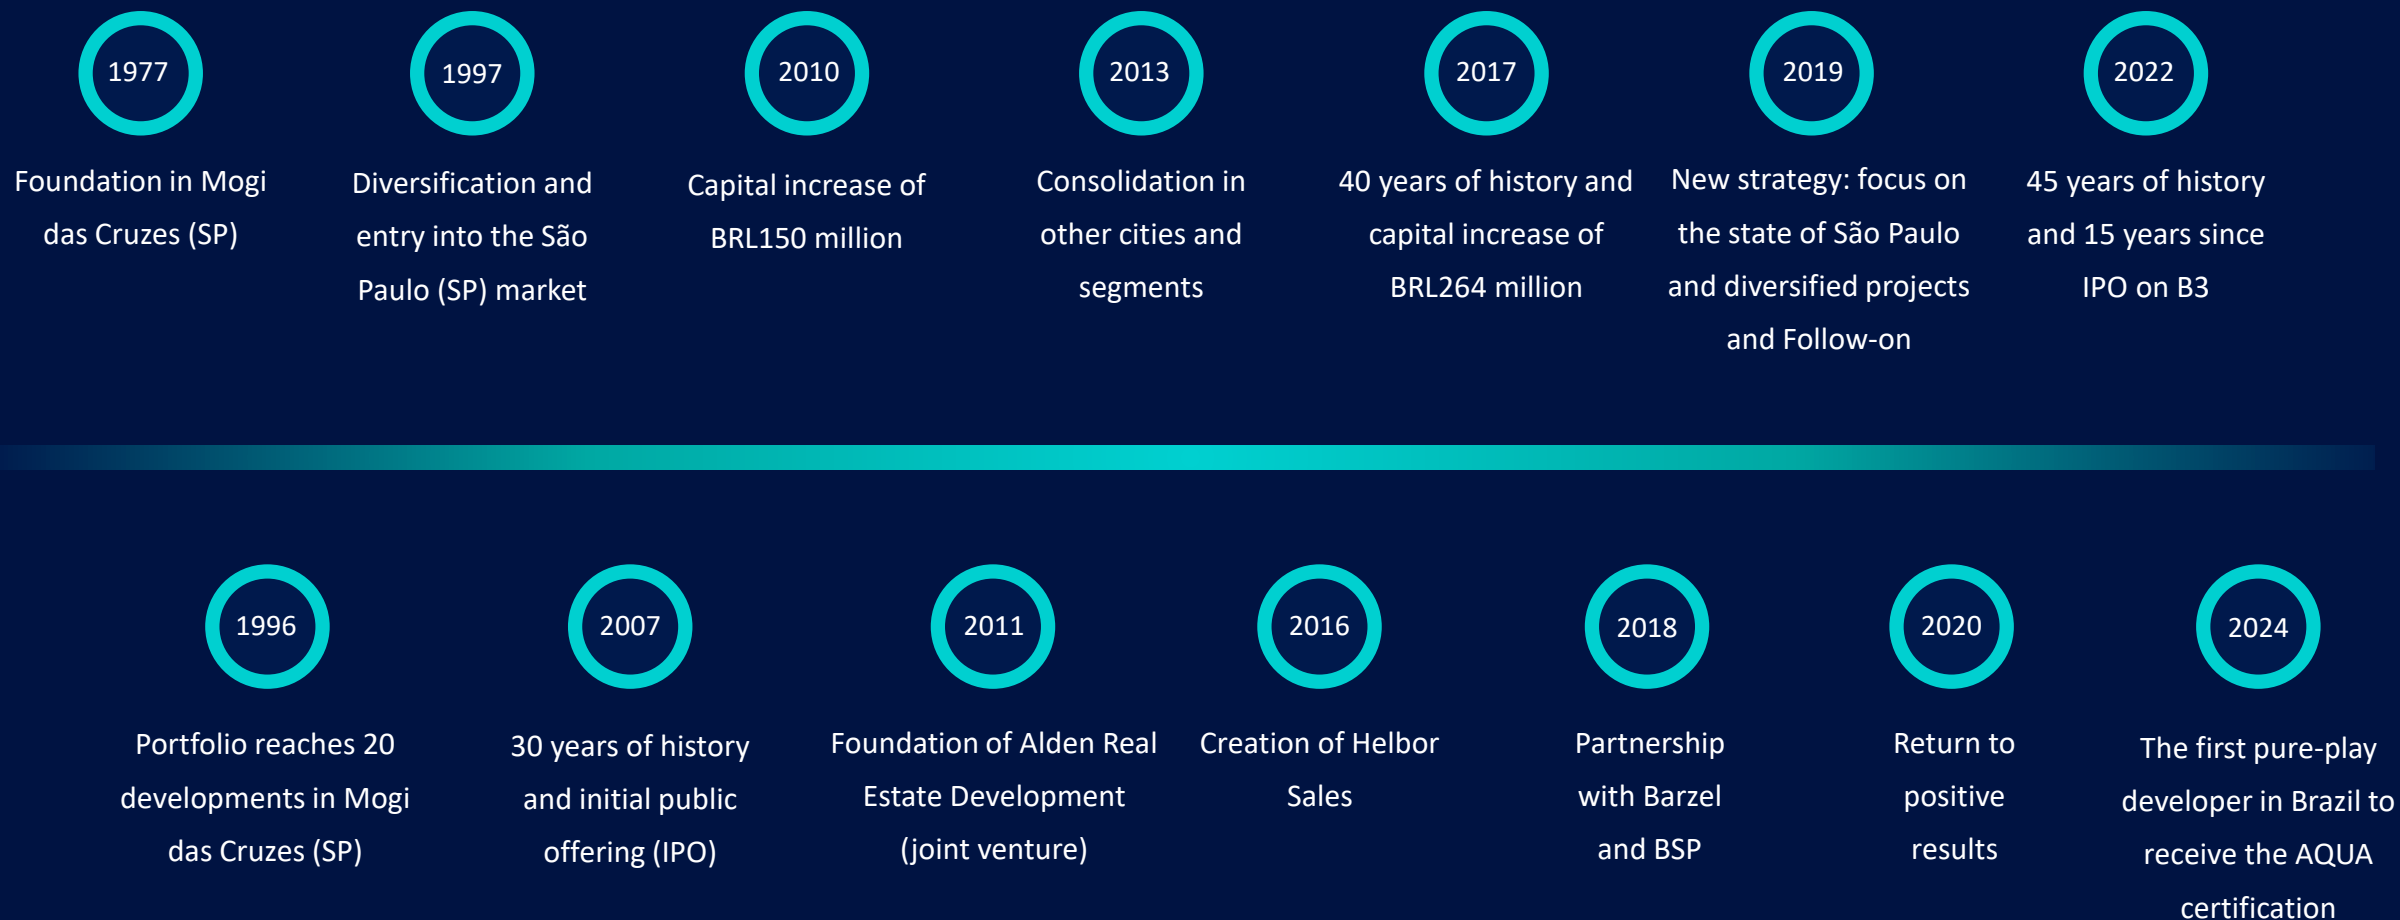 1977
Foundation in Mogi
das Cruzes (SP)
1997
Diversification and
entry into the São
Paulo (SP) market
2010
Capital increase of
BRL150 million
2013
Consolidation in
other cities and
segments
2017
40 years of history and
capital increase of
BRL264 million
2019
New strategy: focus on
the state of São Paulo
and diversified projects
and Follow-on
2022
45 years of history
and 15 years since
IPO on B3
1996
Portfolio reaches 20
developments in Mogi
das Cruzes (SP)
2007
30 years of history
and initial public
offering (IPO)
2011
Foundation of Alden Real
Estate Development
(joint venture)
2016
Creation of Helbor
Sales
2018
Partnership
with Barzel
and BSP
2020
Return to
positive
results
2024
The first pure-play
developer in Brazil to
receive the AQUA
certification